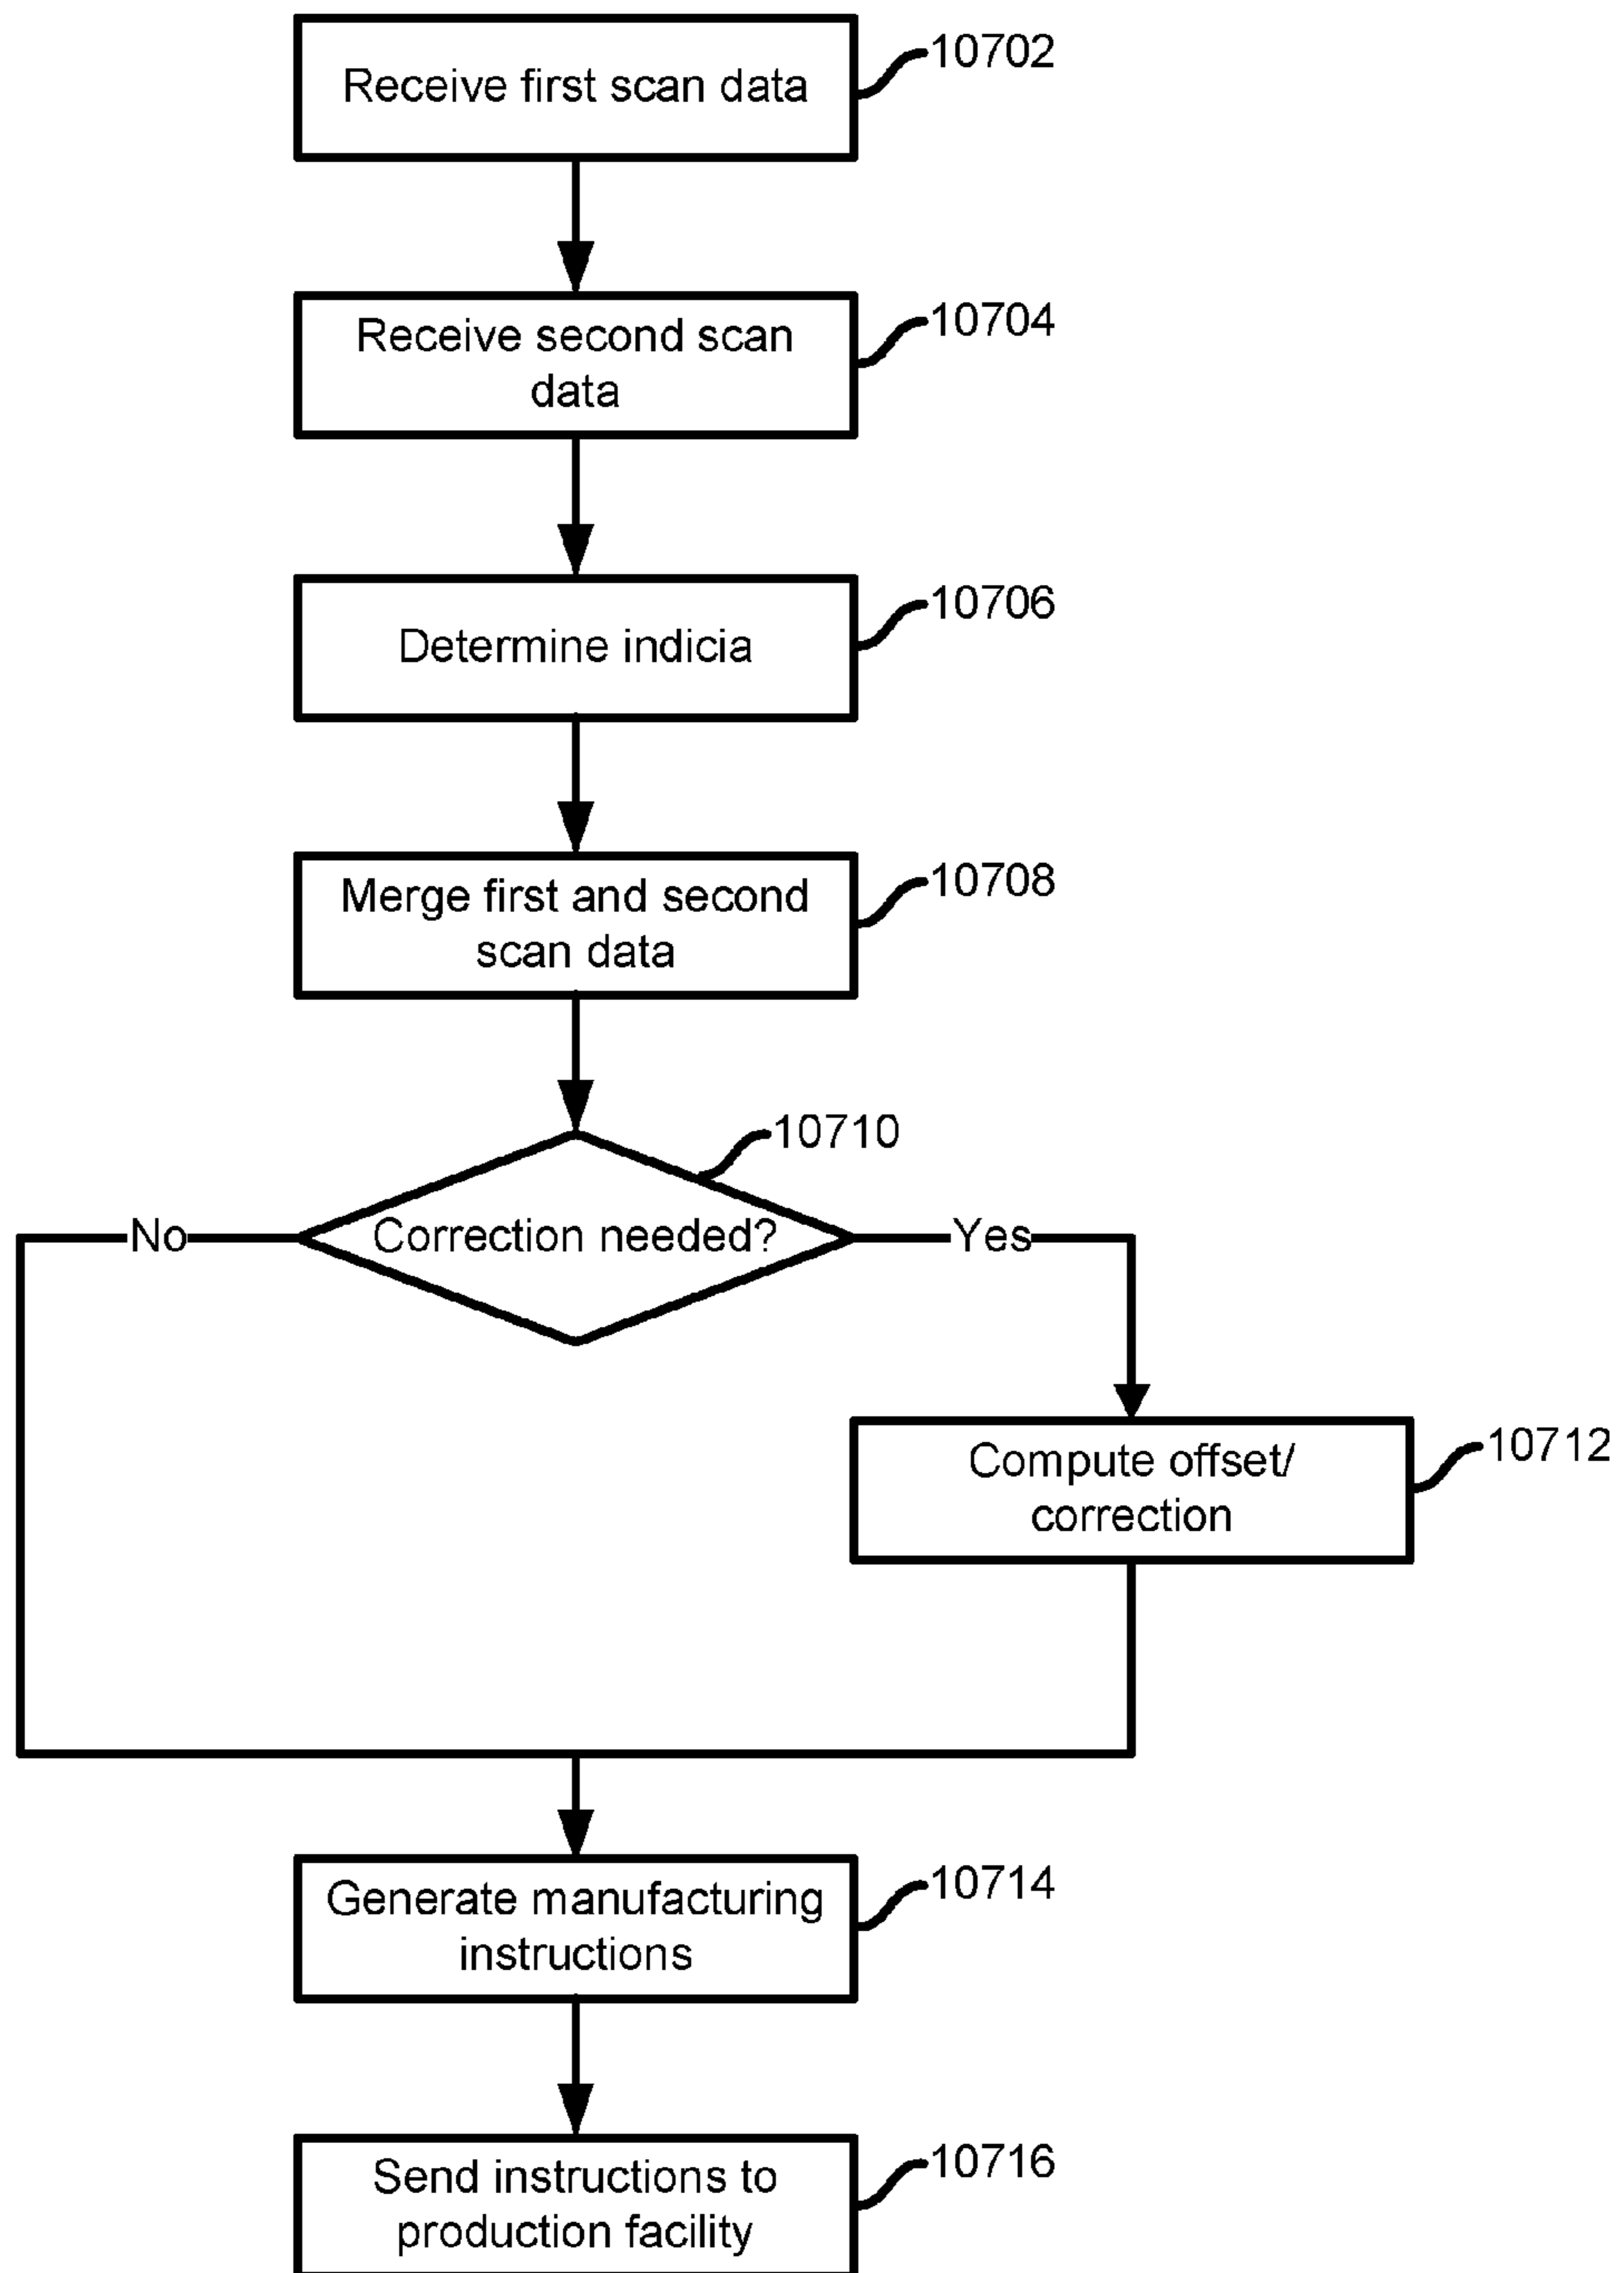 Receive first scan data
10702
Receive second scan
data
10704
Determine indicia
10706
Merge first and second
scan data
10708
10710
No
Correction needed?
Yes
Compute offset/
correction
10712
Generate manufacturing
instructions
10714
Send instructions to
production facility
10716